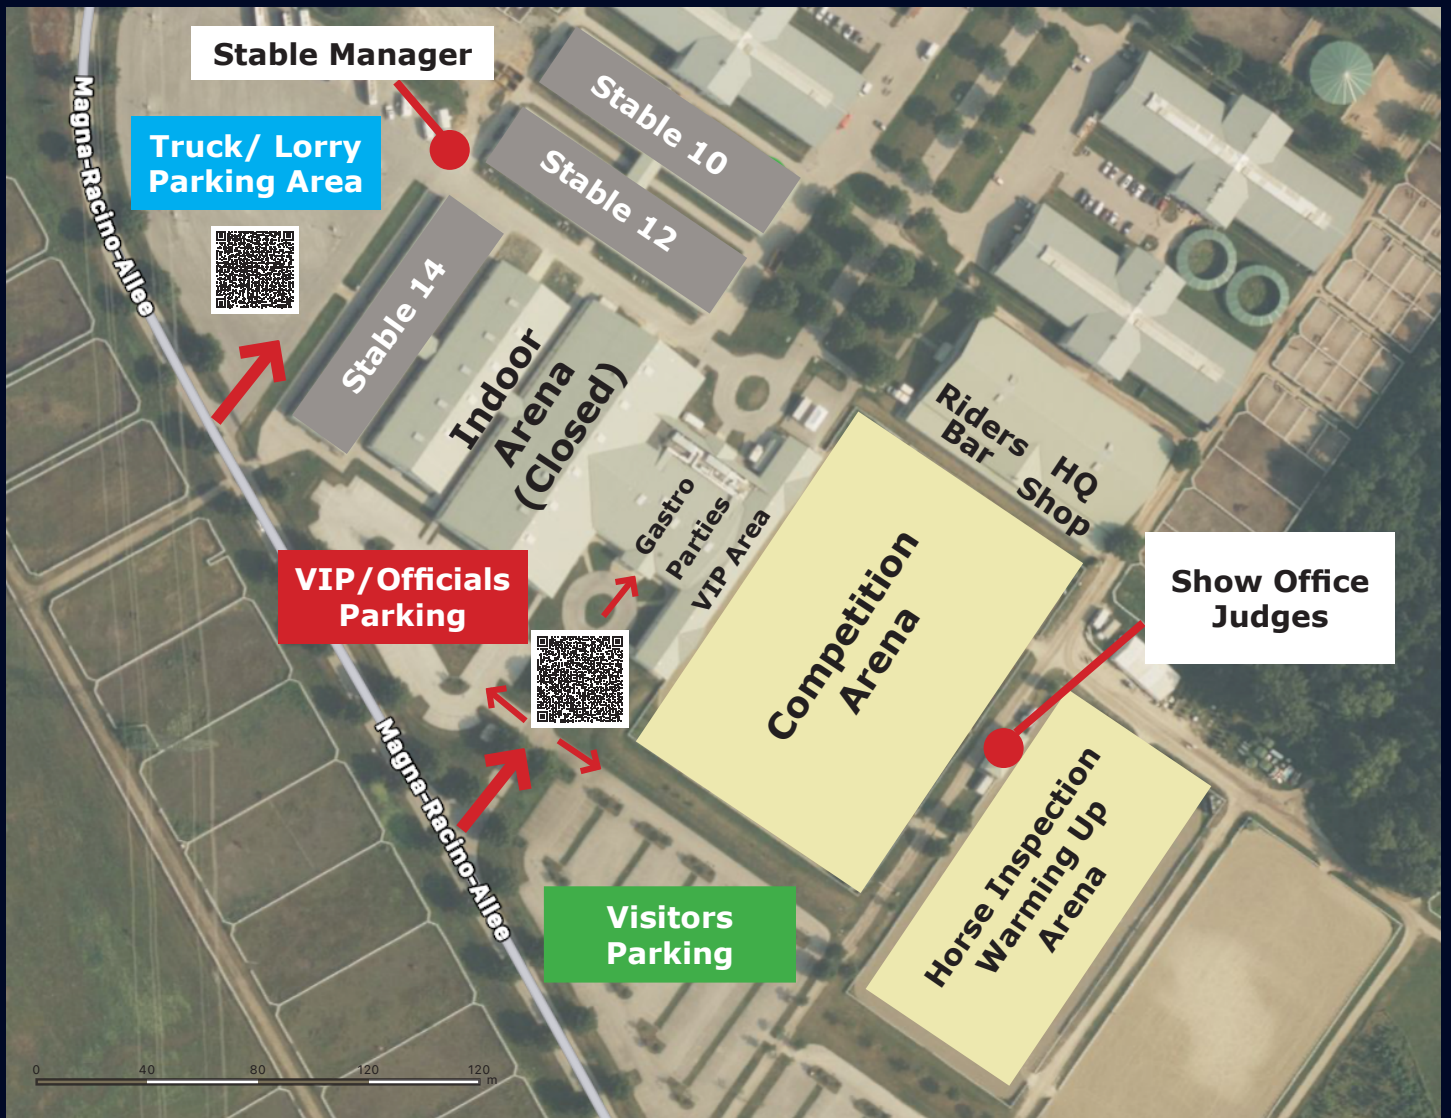 Stable Manager
Magna-Racino-Allee
Truck/ Lorry
Parking Area
Stable 10
Stable 12
Stable 14
Indoor
Arena
(Closed)
Riders
Bar
HQ
Shop
Gastro
Parties
VIP Area
VIP/Officials
Parking
Competition
Arena
Show Office
Judges
Magna-Racino-Allee
Horse Inspection
Warming Up
Arena
Visitors
Parking
0 40 80 120 m